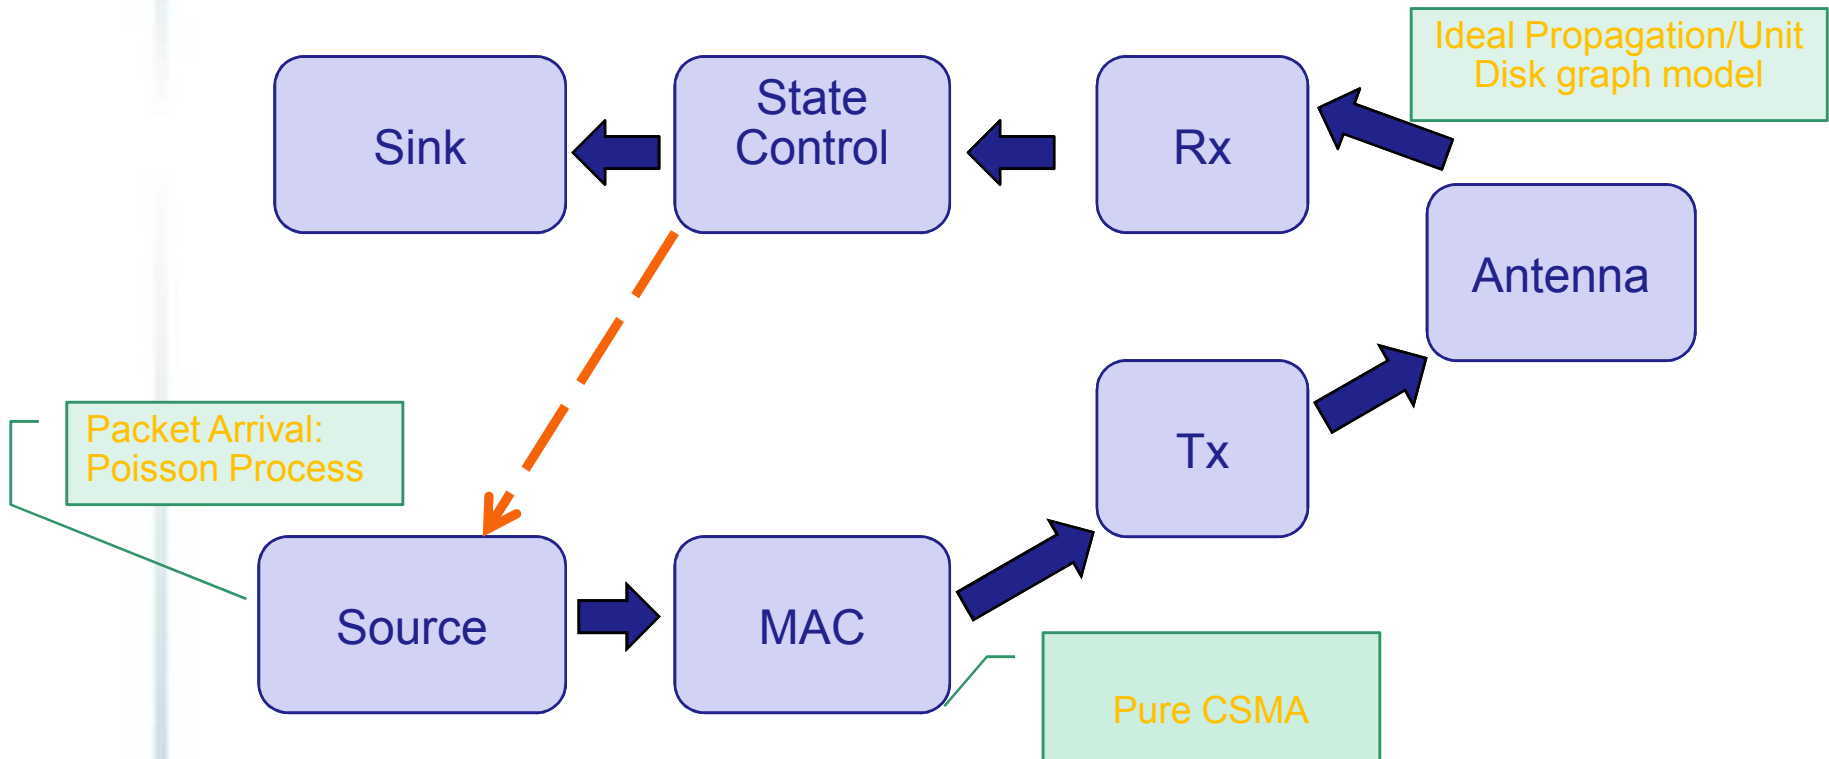 Ideal Propagation/Unit
Disk graph model
Sink
State
Control
Rx
Antenna
Packet Arrival:
Poisson Process
Tx
Source
MAC
Pure CSMA